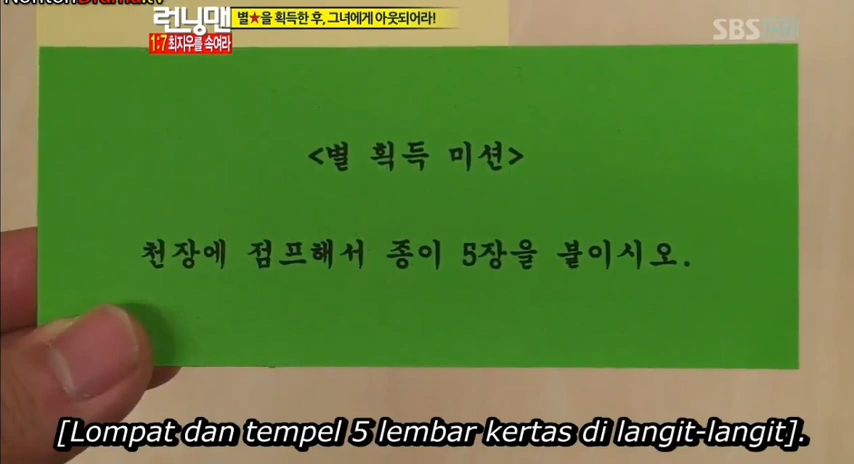 NontonDrama.tv
런닝맨
별★을 획득한 후, 그녀에게 아웃되어라!
1:7 최지우를 속여라
SBS
<별 획득 미션>
천장에 점프해서 종이 5장을 붙이시오.
[Lompat dan tempel 5 lembar kertas di langit-langit].